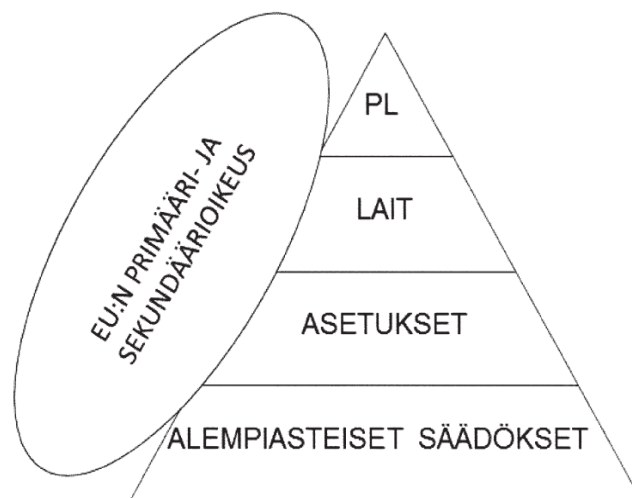 EU:N PRIMÄÄRI- JA
SEKUNDÄÄRIOIKEUS
PL
LAIT
ASETUKSET
ALEMPIASTEISET SÄÄDÖKSET